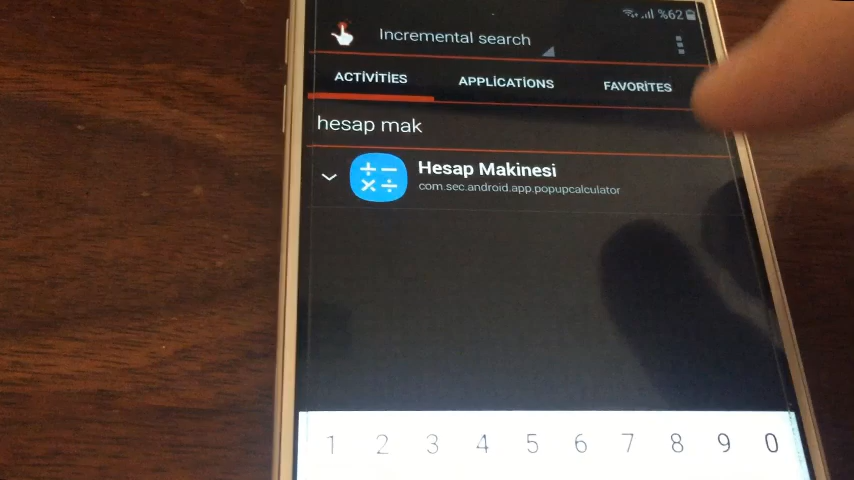 %62
Incremental search
ACTİVİTİES APPLİCATİONS FAVORİTES
hesap mak
Hesap Makinesi
com.sec.android.app.popupcalculator
1 2 3 4 5 6 7 8 9 0